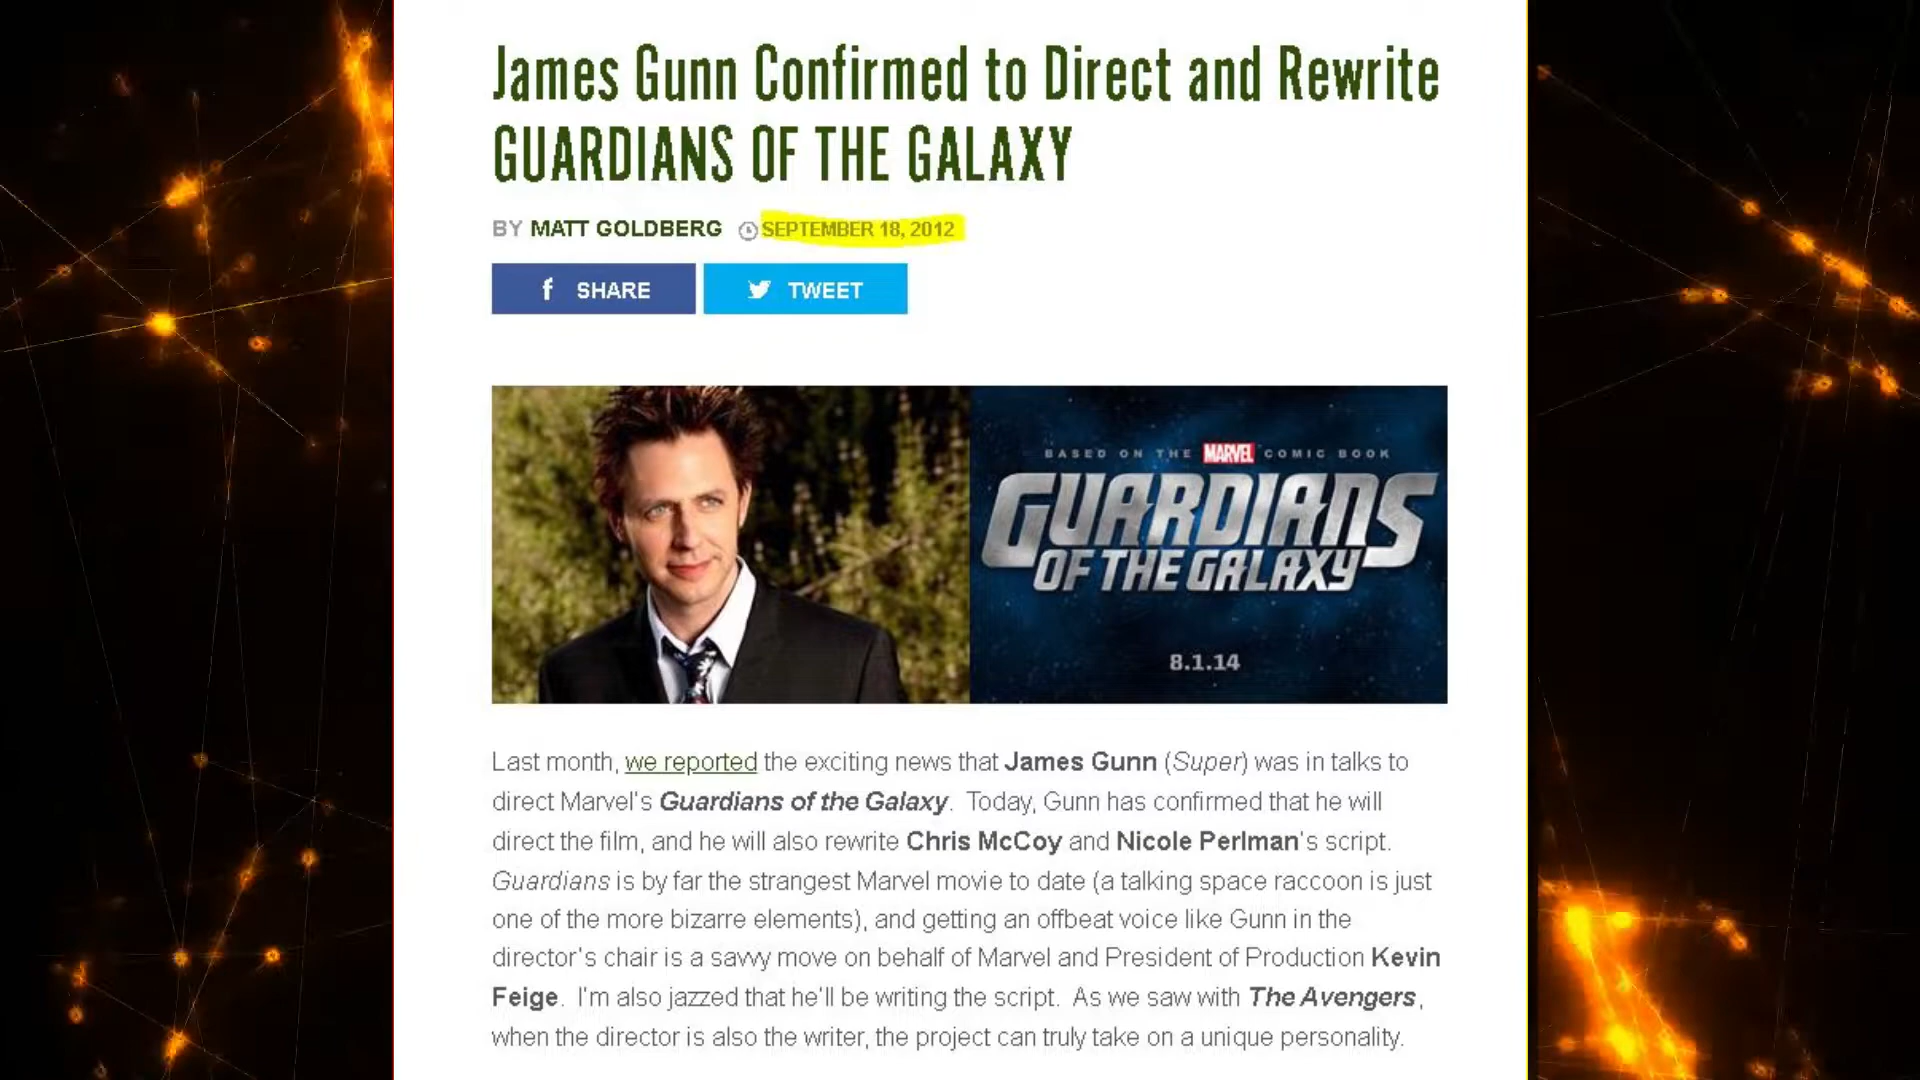 James Gunn Confirmed to Direct and Rewrite
GUARDIANS OF THE GALAXY
BY MATT GOLDBERG SEPTEMBER 18, 2012
f SHARE TWEET
BASED ON THE MARVEL COMIC BOOK
GUARDIANS
OF THE GALAXY
8.1.14
Last month, we reported the exciting news that James Gunn (Super) was in talks to
direct Marvel's Guardians of the Galaxy. Today, Gunn has confirmed that he will
direct the film, and he will also rewrite Chris McCoy and Nicole Perlman's script.
Guardians is by far the strangest Marvel movie to date (a talking space raccoon is just
one of the more bizarre elements), and getting an offbeat voice like Gunn in the
director's chair is a savvy move on behalf of Marvel and President of Production Kevin
Feige. I'm also jazzed that he'll be writing the script. As we saw with The Avengers,
when the director is also the writer, the project can truly take on a unique personality.